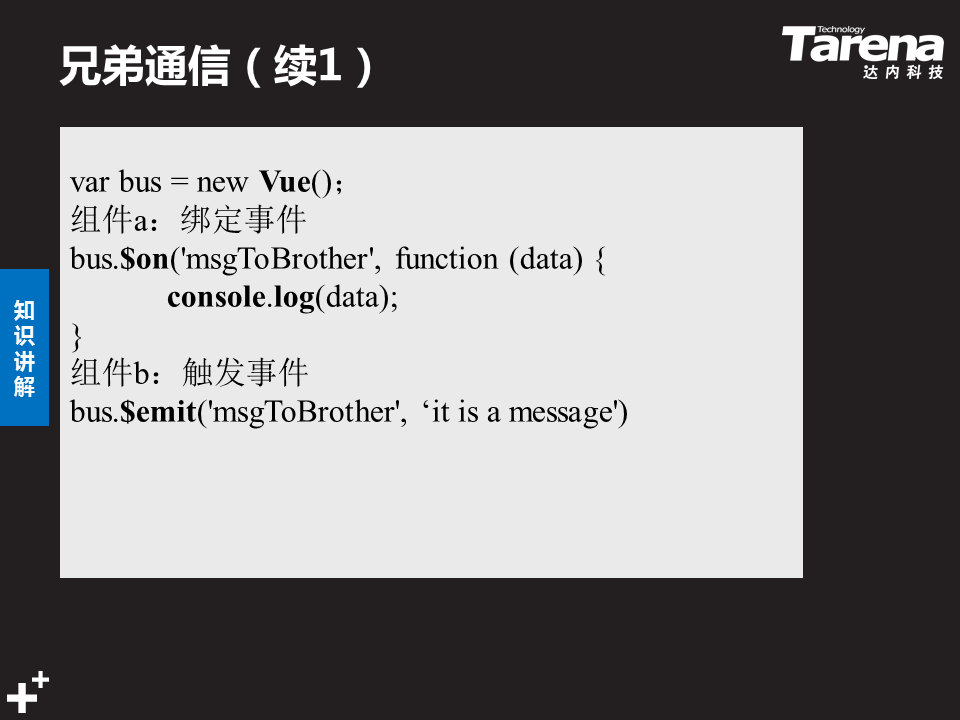 兄弟通信（续1）
Technology
Tarena
达内科技
var bus = new Vue()；
组件a：绑定事件
bus.$on('msgToBrother', function (data) {
console.log(data);
}
组件b：触发事件
bus.$emit('msgToBrother', ‘it is a message')
知
识
讲
解